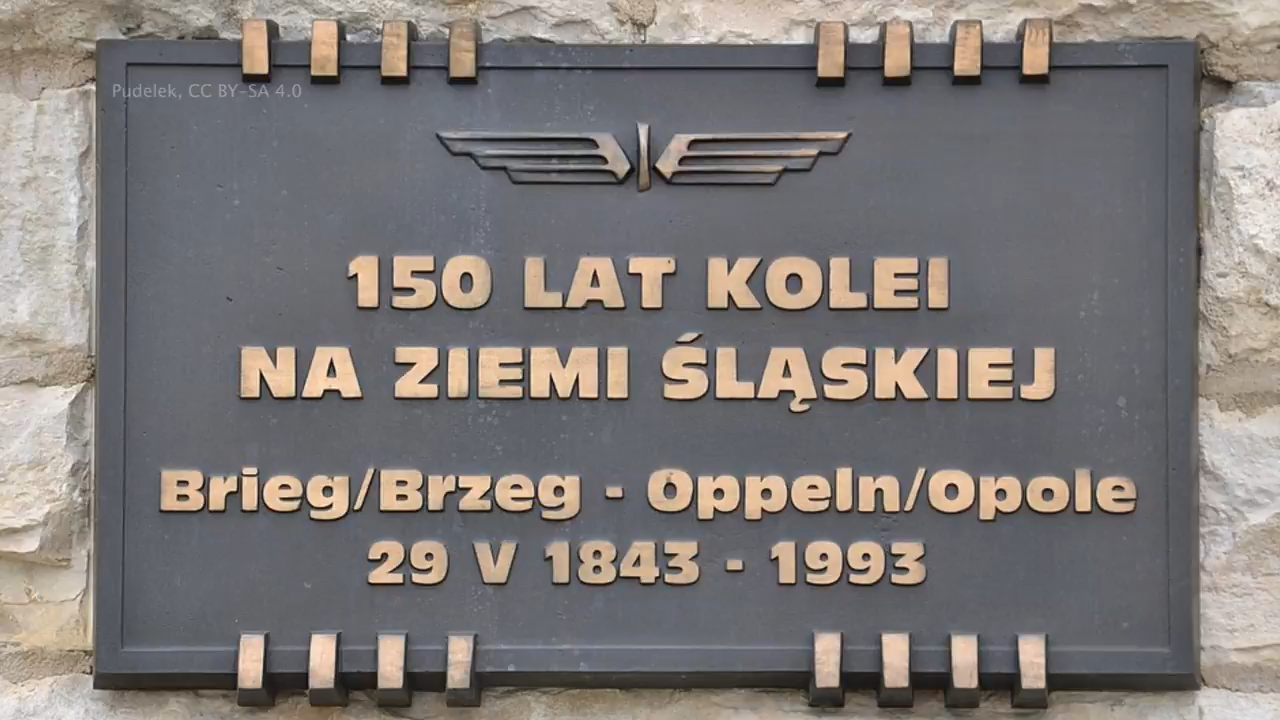 Pudelek, CC BY-SA 4.0
150 LAT KOLEI
NA ZIEMI ŚLĄSKIEJ
Brieg/Brzeg - Oppeln/Opole
29 V 1843 - 1993